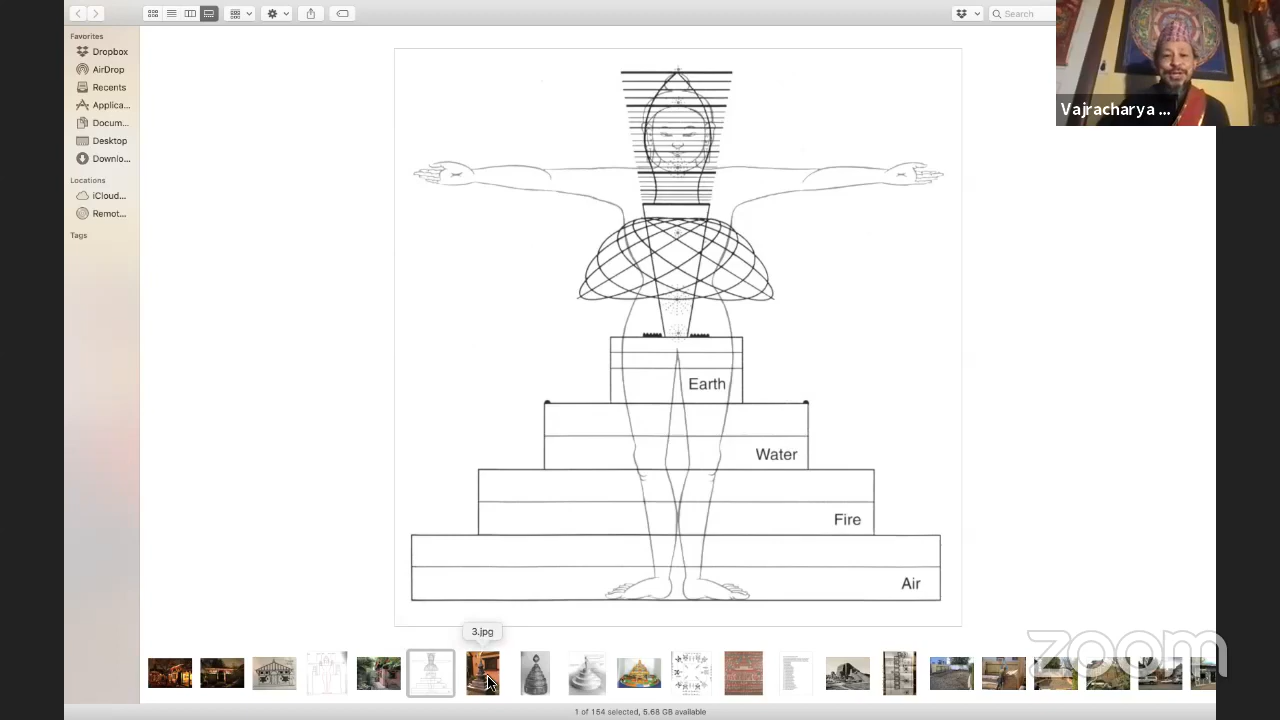 Search
Favorites
Dropbox
AirDrop
Recents
Applica...
Docum...
Desktop
Downlo...
Locations
iCloud...
Remot...
Tags
Vajracharya ...
Earth
Water
Fire
Air
3.jpg
zoom
1 of 154 selected, 5.68 GB available